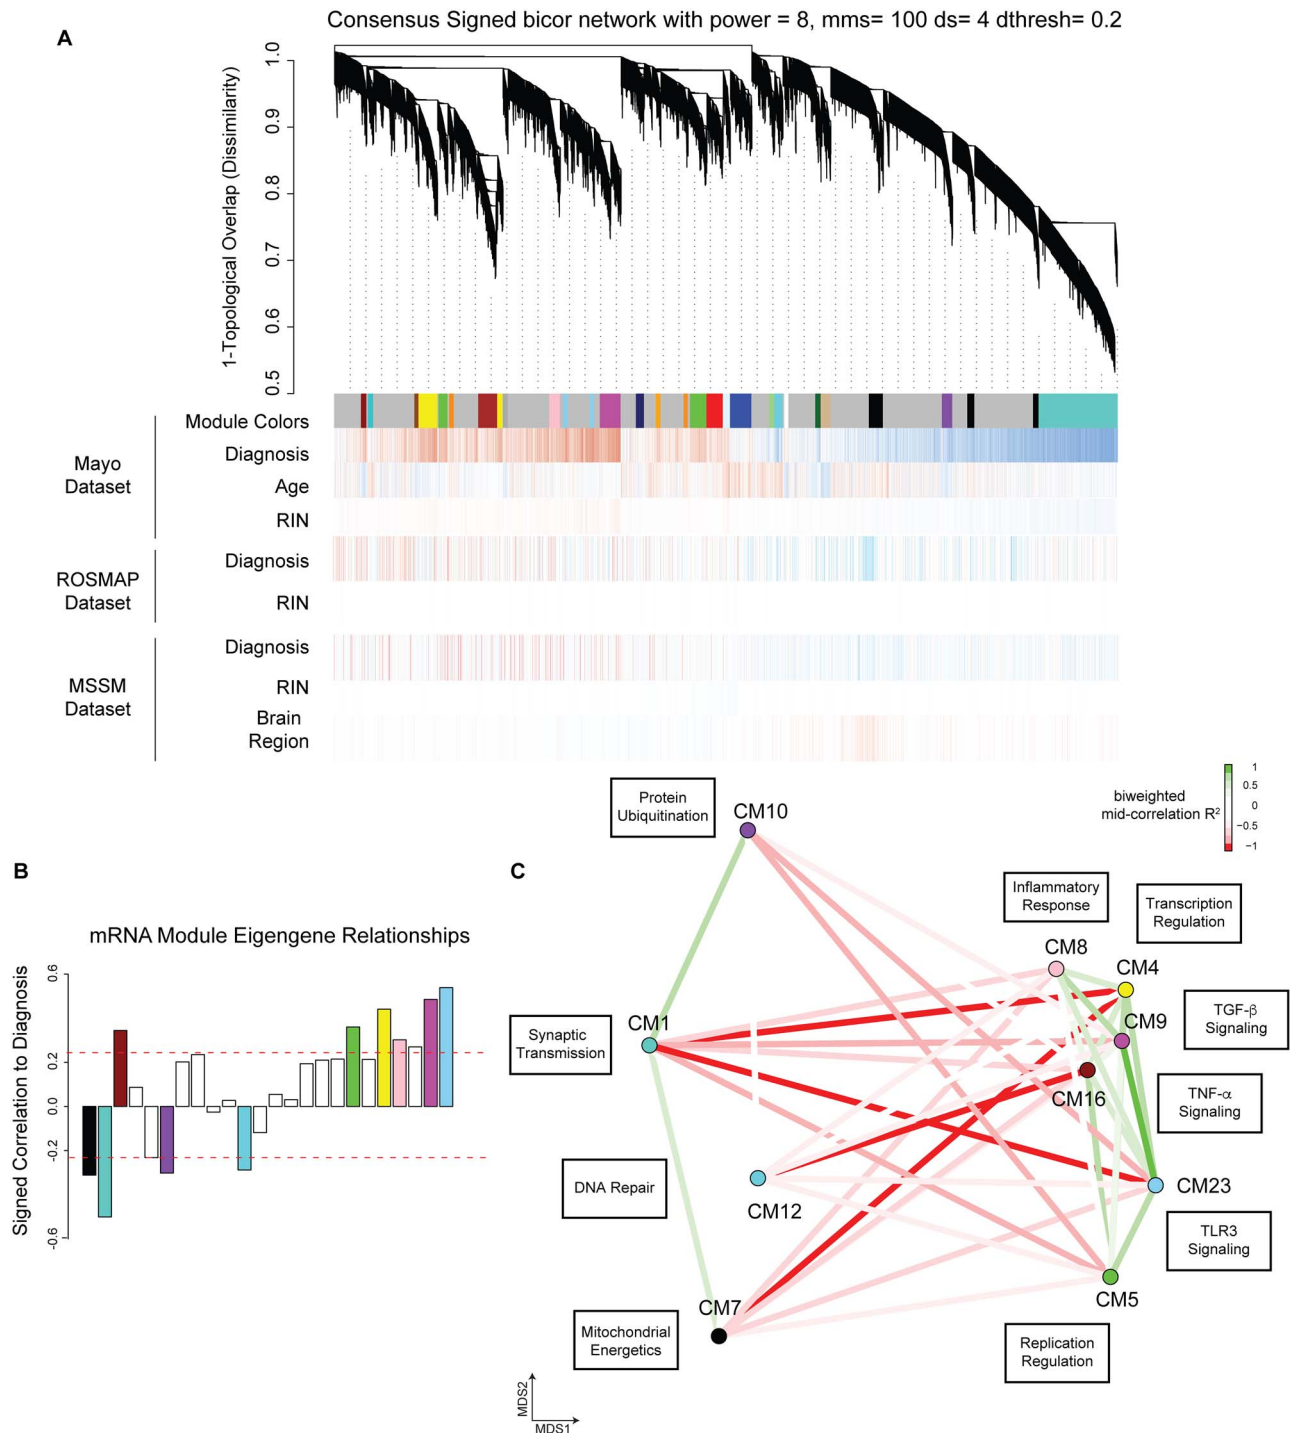 Consensus Signed bicor network with power = 8, mms= 100 ds= 4 dthresh= 0.2
A
1-Topological Overlap (Dissimilarity)
1.0
0.9
0.8
0.7
0.6
0.5
Module Colors
Mayo
Dataset
Diagnosis
Age
RIN
ROSMAP
Dataset
Diagnosis
RIN
MSSM
Dataset
Diagnosis
RIN
Brain
Region
B
mRNA Module Eigengene Relationships
Signed Correlation to Diagnosis
0.6
0.2
0.0
-0.2
-0.6
C
biweighted
mid-correlation R²
1
0.5
0
−0.5
−1
Protein
Ubiquitination
CM10
Inflammatory
Response
Transcription
Regulation
CM8
CM4
TGF-β
Signaling
CM9
Synaptic
Transmission
CM1
CM16
TNF-α
Signaling
DNA Repair
CM12
CM23
TLR3
Signaling
CM7
CM5
Mitochondrial
Energetics
Replication
Regulation
MDS2
MDS1